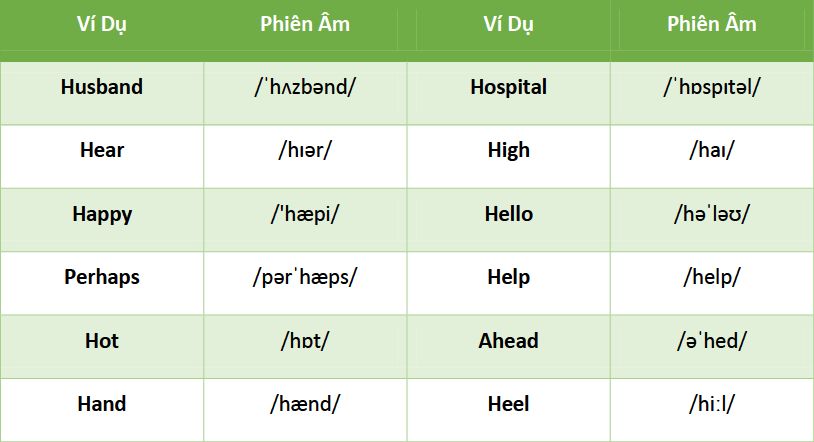 Ví Dụ Phiên Âm Ví Dụ Phiên Âm
Husband /ˈhʌzbənd/ Hospital /ˈhɒspɪtəl/
Hear /hɪər/ High /haɪ/
Happy /'hæpi/ Hello /həˈləʊ/
Perhaps /pərˈhæps/ Help /help/
Hot /hɒt/ Ahead /əˈhed/
Hand /hænd/ Heel /hiːl/